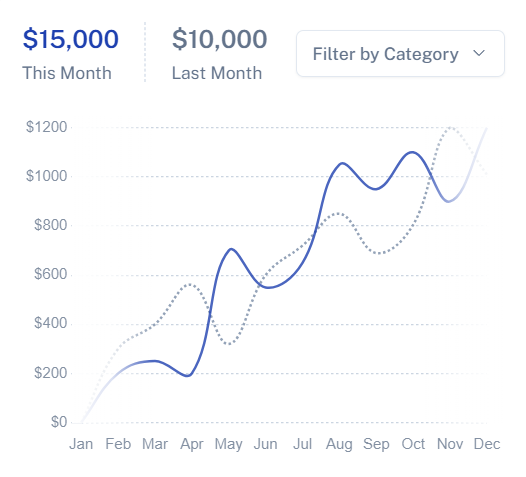 $15,000 $10,000
This Month Last Month
Filter by Category
$1200
$1000
$800
$600
$400
$200
$0
Jan Feb Mar Apr May Jun Jul Aug Sep Oct Nov Dec